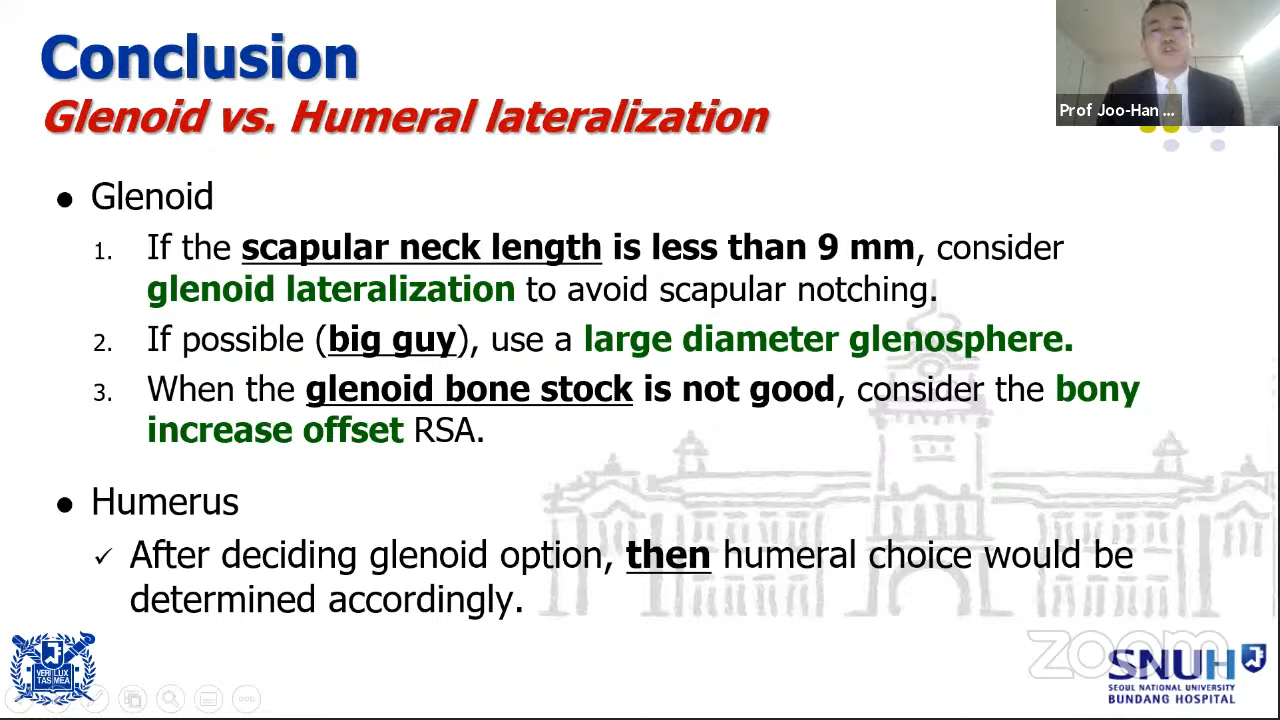 Conclusion
Glenoid vs. Humeral lateralization
Prof Joo-Han ...
● Glenoid
1. If the scapular neck length is less than 9 mm, consider
glenoid lateralization to avoid scapular notching.
2. If possible (big guy), use a large diameter glenosphere.
3. When the glenoid bone stock is not good, consider the bony
increase offset RSA.
● Humerus
✓ After deciding glenoid option, then humeral choice would be
determined accordingly.
zoom
VERI LUX
TAS MEA
SNUH
SEOUL NATIONAL UNIVERSITY
BUNDANG HOSPITAL